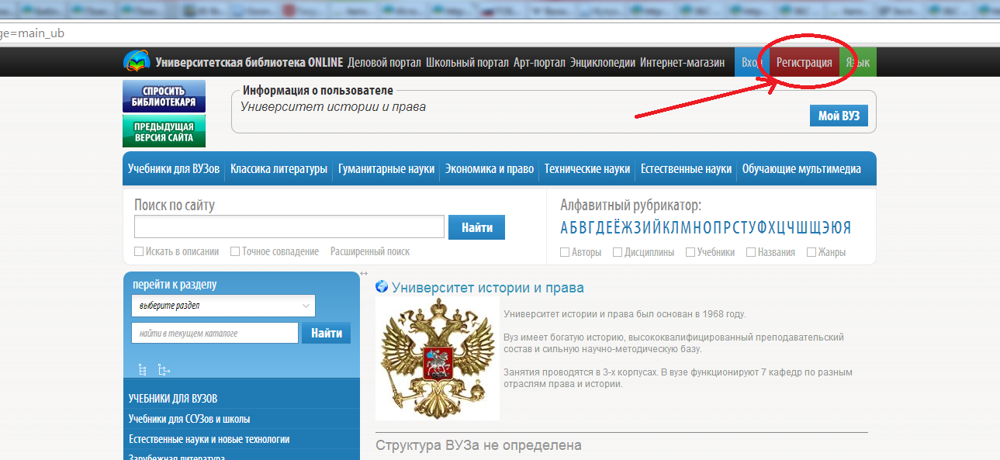 ge=main_ub
Университетская библиотека ONLINE Деловой портал Школьный портал Арт-портал Энциклопедии Интернет-магазин Вход Регистрация Язык
СПРОСИТЬ
БИБЛИОТЕКАРЯ
ПРЕДЫДУЩАЯ
ВЕРСИЯ САЙТА
Информация о пользователе
Университет истории и права
Мой ВУЗ
Учебники для ВУЗов Классика литературы Гуманитарные науки Экономика и право Технические науки Естественные науки Обучающие мультимедиа
Поиск по сайту
Найти
Искать в описании Точное совпадение Расширенный поиск
Алфавитный рубрикатор:
АБВГДЕЁЖЗИЙКЛМНОПРСТУФХЦЧШЩЭЮЯ
Авторы Дисциплины Учебники Названия Жанры
перейти к разделу
выберите раздел
найти в текущем каталоге Найти
УЧЕБНИКИ ДЛЯ ВУЗОВ
Учебники для ССУЗов и школы
Естественные науки и новые технологии
Зарубежная литература
Университет истории и права
Университет истории и права был основан в 1968 году.
Вуз имеет богатую историю, высококвалифицированный преподавательский
состав и сильную научно-методическую базу.
Занятия проводятся в 3-х корпусах. В вузе функционируют 7 кафедр по разным
отраслям права и истории.
Структура ВУЗа не определена